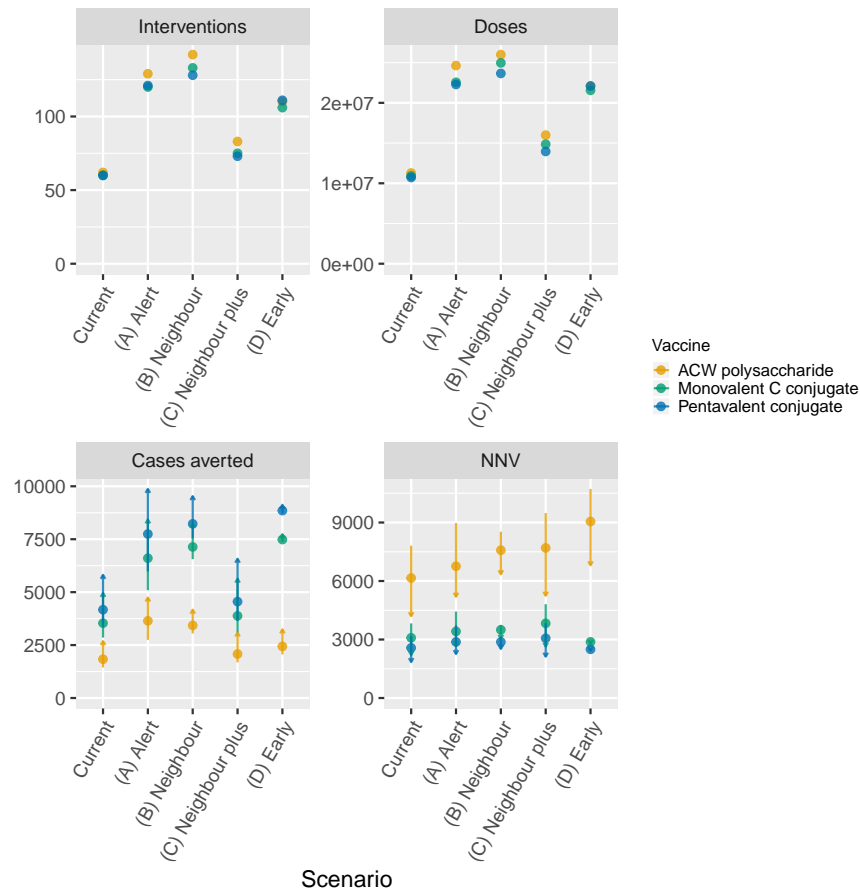 Interventions
Doses
100
50
0
2e+07
1e+07
0e+00
Current
(A) Alert
(B) Neighbour
(C) Neighbour plus
(D) Early
Current
(A) Alert
(B) Neighbour
(C) Neighbour plus
(D) Early
Vaccine
ACW polysaccharide
Monovalent C conjugate
Pentavalent conjugate
Cases averted
NNV
10000
7500
5000
2500
0
9000
6000
3000
0
Current
(A) Alert
(B) Neighbour
(C) Neighbour plus
(D) Early
Current
(A) Alert
(B) Neighbour
(C) Neighbour plus
(D) Early
Scenario